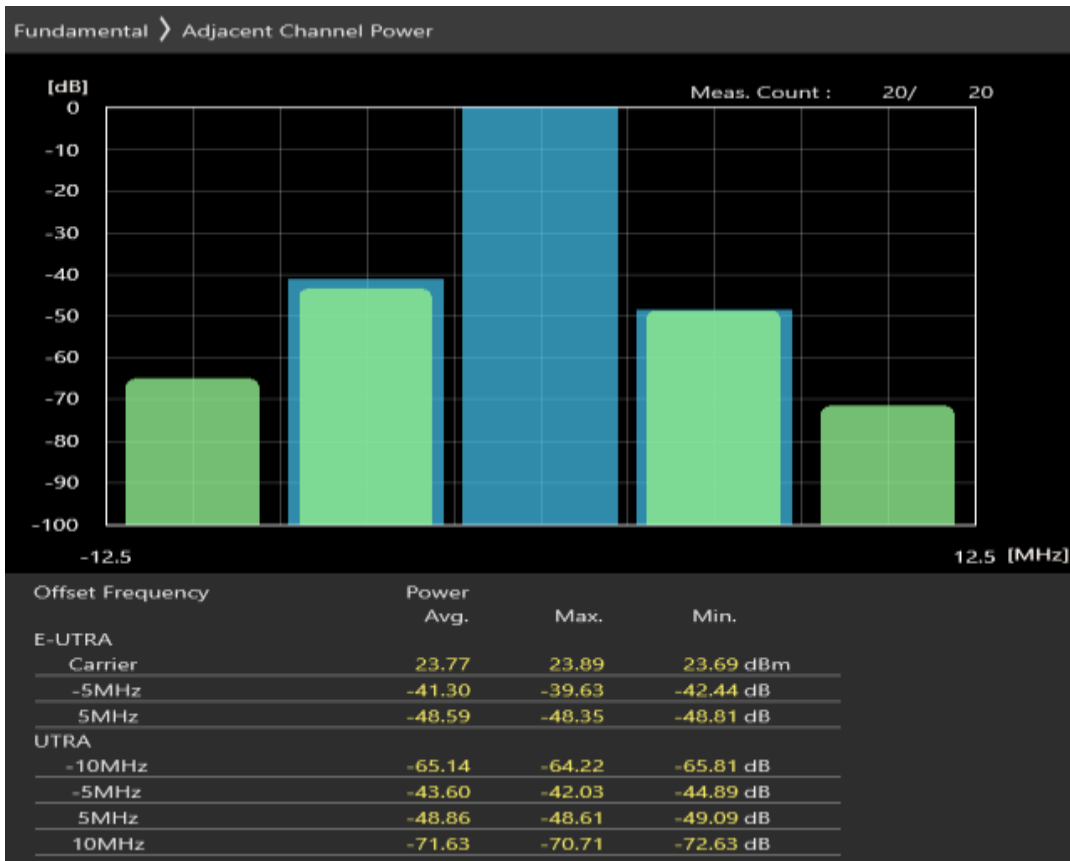 Fundamental ❯ Adjacent Channel Power
[dB]
Meas. Count : 20/ 20
0
-10
-20
-30
-40
-50
-60
-70
-80
-90
-100
-12.5 12.5 [MHz]
Offset Frequency Power
Avg. Max. Min.
E-UTRA
Carrier 23.77 23.89 23.69 dBm
-5MHz -41.30 -39.63 -42.44 dB
5MHz -48.59 -48.35 -48.81 dB
UTRA
-10MHz -65.14 -64.22 -65.81 dB
-5MHz -43.60 -42.03 -44.89 dB
5MHz -48.86 -48.61 -49.09 dB
10MHz -71.63 -70.71 -72.63 dB